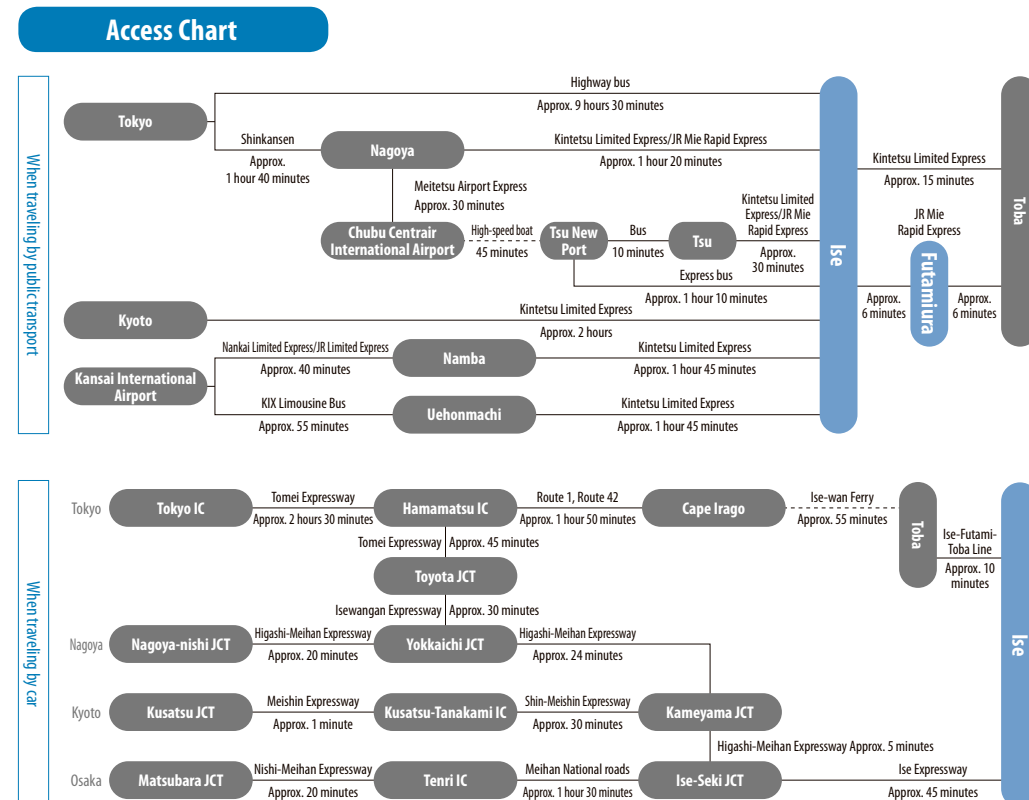 Access Chart
When traveling by public transport
Highway bus
Approx. 9 hours 30 minutes
Tokyo
Shinkansen
Approx.
1 hour 40 minutes
Nagoya
Kintetsu Limited Express/JR Mie Rapid Express
Approx. 1 hour 20 minutes
Meitetsu Airport Express
Approx. 30 minutes
Chubu Centrair
International Airport
High-speed boat
45 minutes
Tsu New
Port
Bus
10 minutes
Tsu
Kintetsu Limited
Express/JR Mie
Rapid Express
Approx.
30 minutes
Express bus
Approx. 1 hour 10 minutes
Kyoto
Kintetsu Limited Express
Approx. 2 hours
Kansai International
Airport
Nankai Limited Express/JR Limited Express
Approx. 40 minutes
Namba
Kintetsu Limited Express
Approx. 1 hour 45 minutes
KIX Limousine Bus
Approx. 55 minutes
Uehonmachi
Kintetsu Limited Express
Approx. 1 hour 45 minutes
Ise
Kintetsu Limited Express
Approx. 15 minutes
JR Mie
Rapid Express
Approx.
6 minutes
Futamiura
Approx.
6 minutes
Toba
When traveling by car
Tokyo
Tokyo IC
Tomei Expressway
Approx. 2 hours 30 minutes
Hamamatsu IC
Route 1, Route 42
Approx. 1 hour 50 minutes
Cape Irago
Ise-wan Ferry
Approx. 55 minutes
Toba
Ise-Futami-
Toba Line
Approx. 10
minutes
Tomei Expressway
Approx. 45 minutes
Toyota JCT
Isewangan Expressway
Approx. 30 minutes
Nagoya
Nagoya-nishi JCT
Higashi-Meihan Expressway
Approx. 20 minutes
Yokkaichi JCT
Higashi-Meihan Expressway
Approx. 24 minutes
Ise
Kyoto
Kusatsu JCT
Meishin Expressway
Approx. 1 minute
Kusatsu-Tanakami IC
Shin-Meishin Expressway
Approx. 30 minutes
Kameyama JCT
Higashi-Meihan Expressway Approx. 5 minutes
Osaka
Matsubara JCT
Nishi-Meihan Expressway
Approx. 20 minutes
Tenri IC
Meihan National roads
Approx. 1 hour 30 minutes
Ise-Seki JCT
Ise Expressway
Approx. 45 minutes